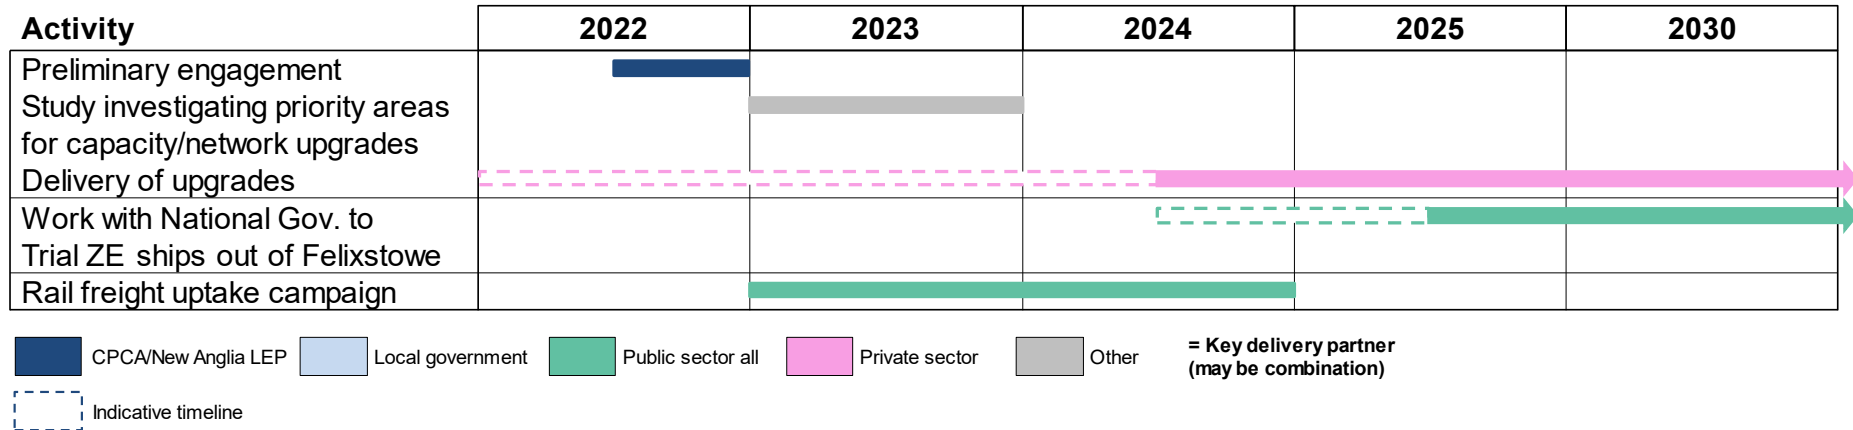 Activity 2022 2023 2024 2025 2030
Preliminary engagement
Study investigating priority areas
for capacity/network upgrades
Delivery of upgrades
Work with National Gov. to
Trial ZE ships out of Felixstowe
Rail freight uptake campaign
CPCA/New Anglia LEP Local government Public sector all Private sector Other = Key delivery partner
(may be combination)
Indicative timeline